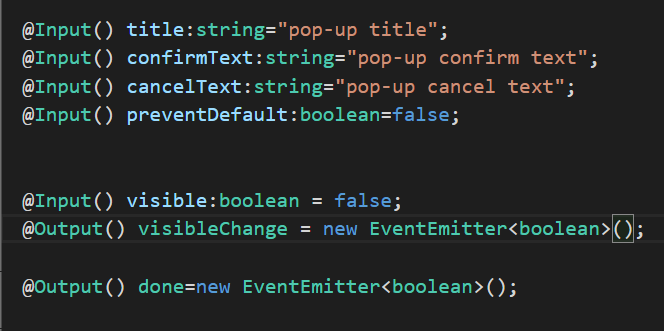 @Input() title:string="pop-up title";
@Input() confirmText:string="pop-up confirm text";
@Input() cancelText:string="pop-up cancel text";
@Input() preventDefault:boolean=false;
@Input() visible:boolean = false;
@Output() visibleChange = new EventEmitter<boolean>();
@Output() done=new EventEmitter<boolean>();